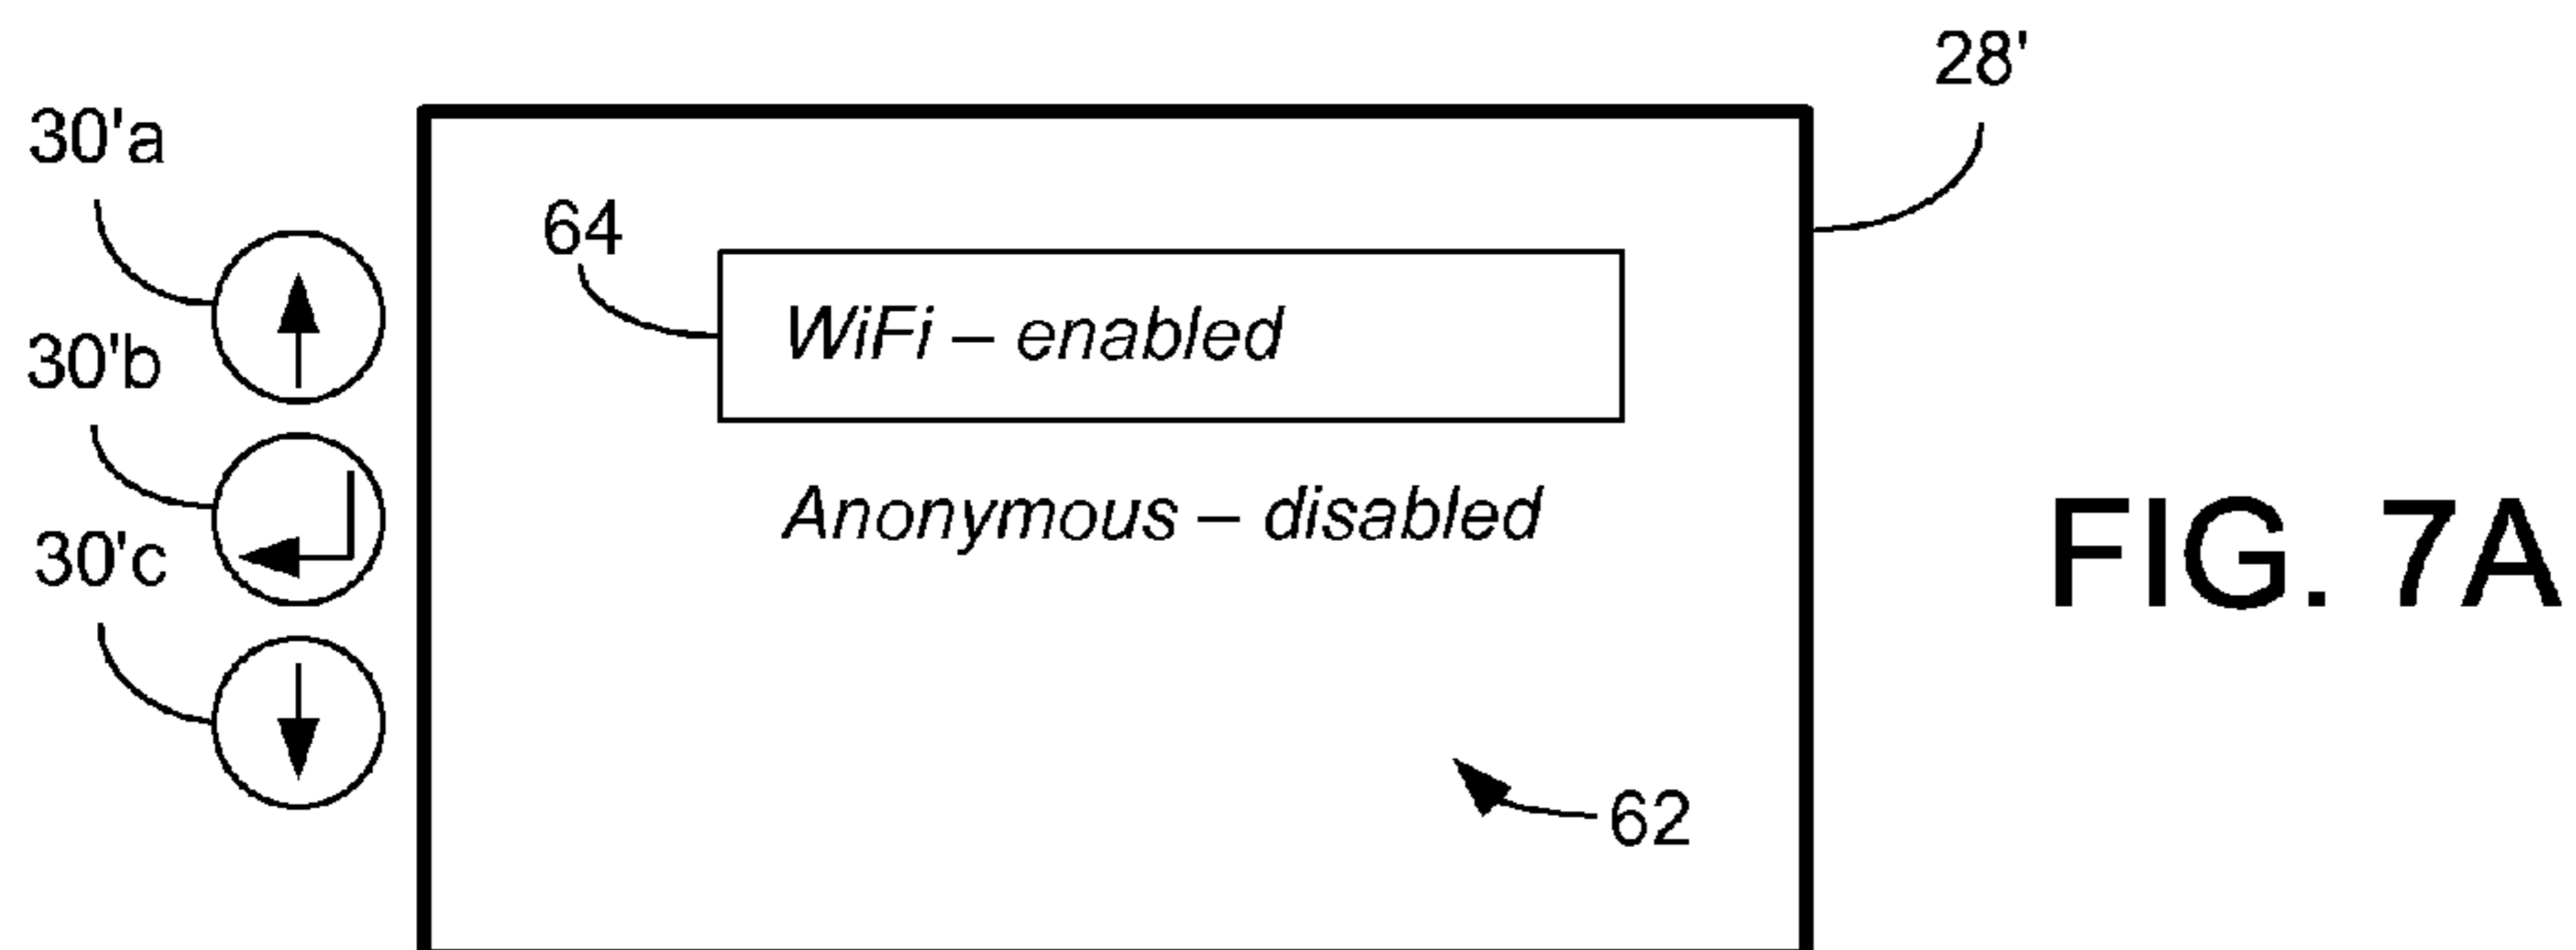 28'
30'a
64
WiFi – enabled
30'b
Anonymous – disabled
30'c
FIG. 7A
62